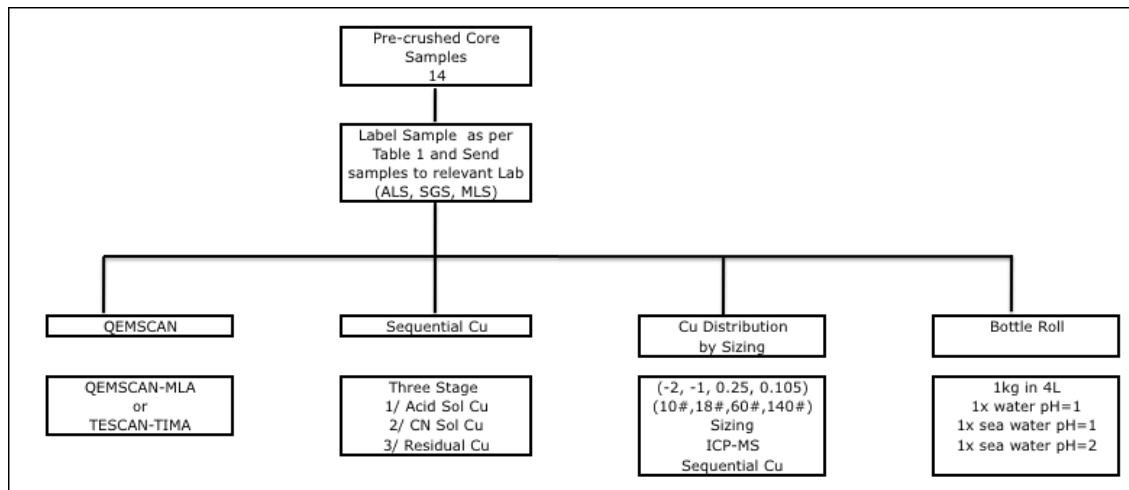 Pre-crushed Core
Samples
14
Label Sample as per
Table 1 and Send
samples to relevant Lab
(ALS, SGS, MLS)
QEMSCAN
QEMSCAN-MLA
or
TESCAN-TIMA
Sequential Cu
Three Stage
1/ Acid Sol Cu
2/ CN Sol Cu
3/ Residual Cu
Cu Distribution
by Sizing
(-2, -1, 0.25, 0.105)
(10#,18#,60#,140#)
Sizing
ICP-MS
Sequential Cu
Bottle Roll
1kg in 4L
1x water pH=1
1x sea water pH=1
1x sea water pH=2